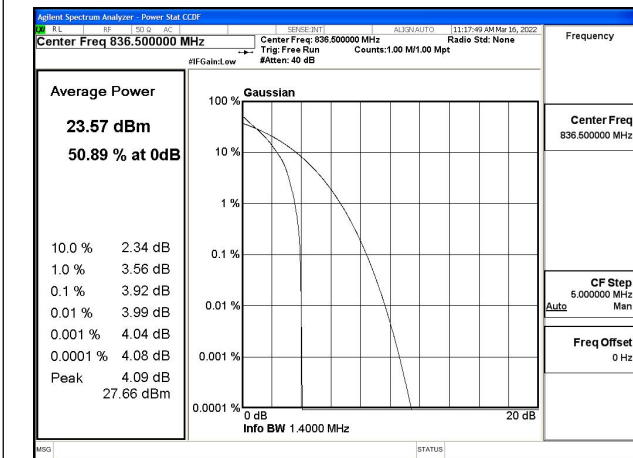 Agilent Spectrum Analyzer - Power Stat CCDF
RL RF 50 Ω AC SENSE:INT ALIGN AUTO 11:17:49 AM Mar 16, 2022
Center Freq 836.500000 MHz Center Freq: 836.500000 MHz Radio Std: None
Trig: Free Run Counts:1.00 M/1.00 Mpt
#IFGain:Low #Atten: 40 dB
Frequency
Average Power
23.57 dBm
50.89 % at 0dB
10.0 % 2.34 dB
1.0 % 3.56 dB
0.1 % 3.92 dB
0.01 % 3.99 dB
0.001 % 4.04 dB
0.0001 % 4.08 dB
Peak 4.09 dB
27.66 dBm
Gaussian
100 %
10 %
1 %
0.1 %
0.01 %
0.001 %
0.0001 %
0 dB 20 dB
Info BW 1.4000 MHz
Center Freq
836.500000 MHz
CF Step
5.000000 MHz
Auto Man
Freq Offset
0 Hz
MSG STATUS